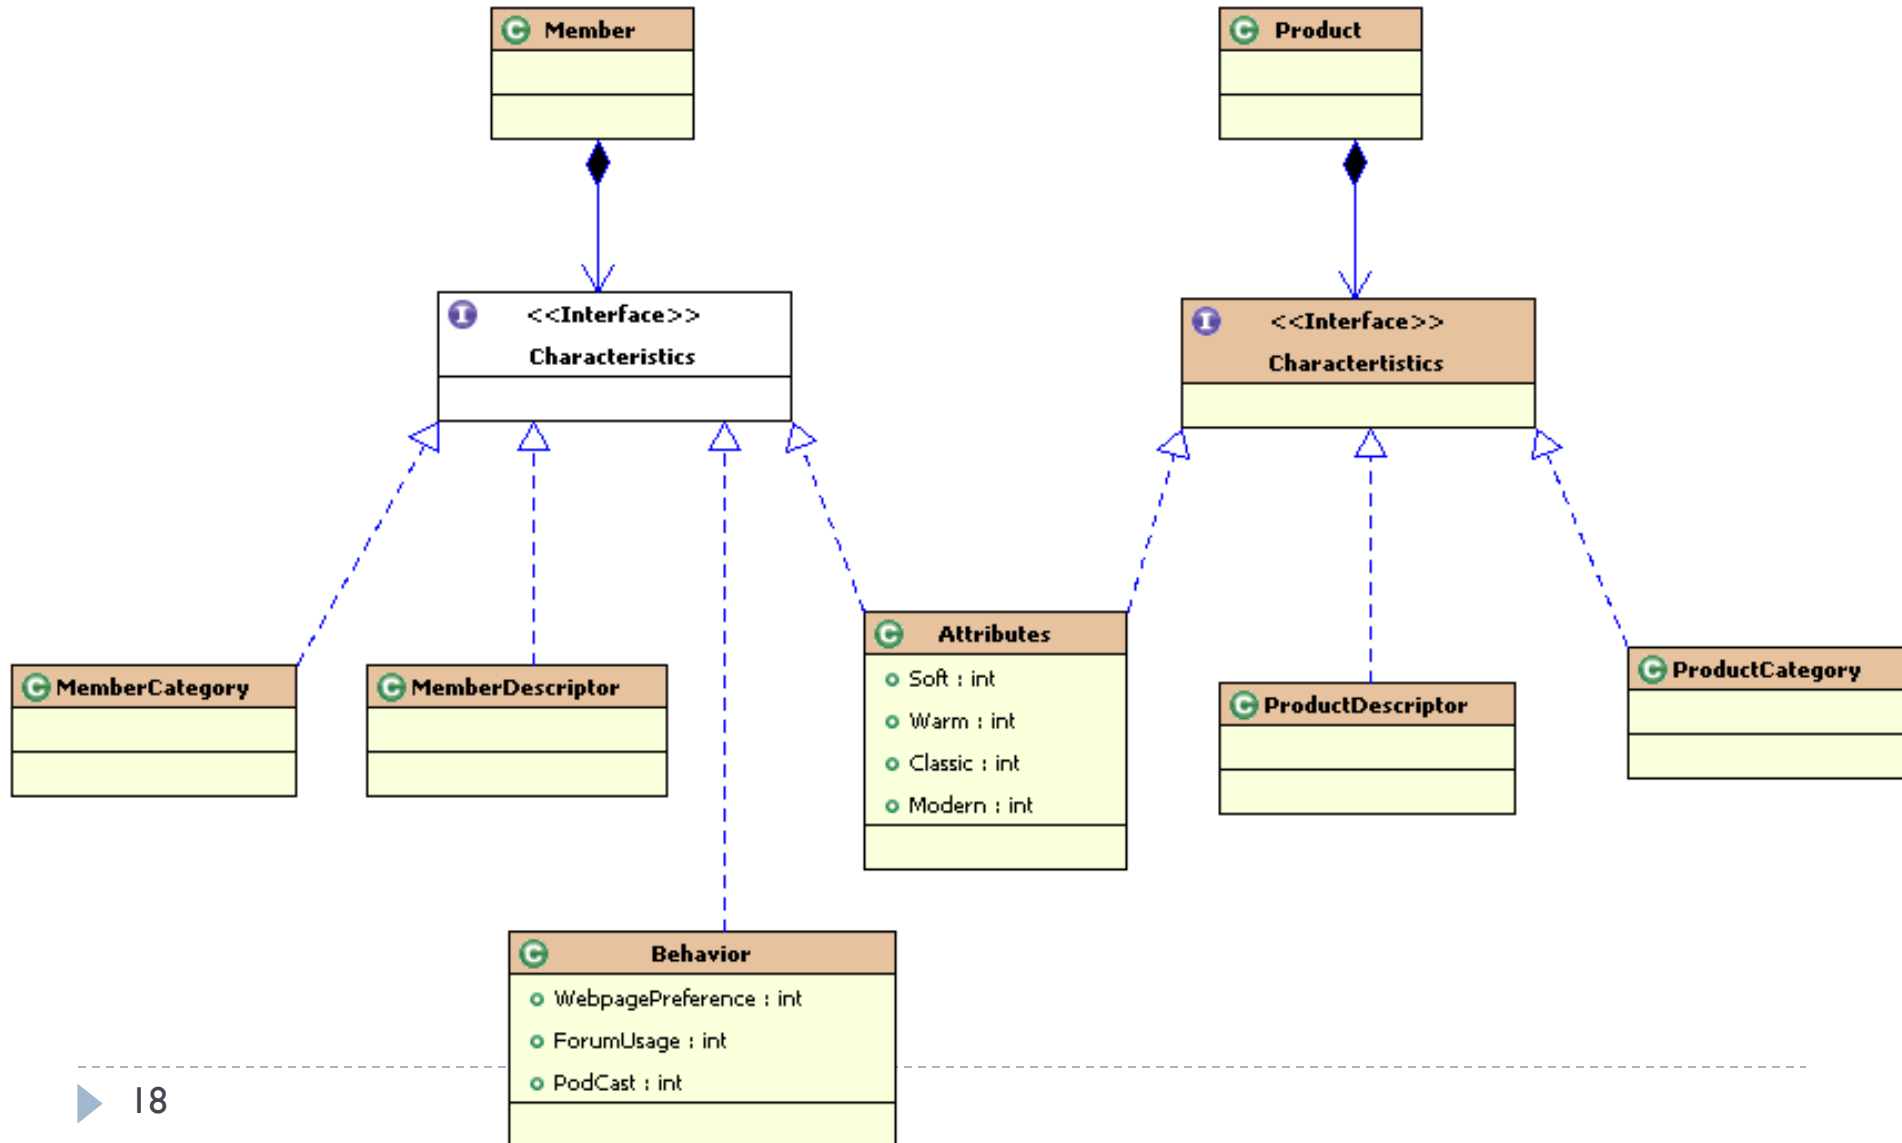 C Member
C Product
I <<Interface>>
Characteristics
I <<Interface>>
Charactertistics
C MemberCategory
C MemberDescriptor
C Attributes
Soft : int
Warm : int
Classic : int
Modern : int
C ProductDescriptor
C ProductCategory
C Behavior
WebpagePreference : int
ForumUsage : int
PodCast : int
18